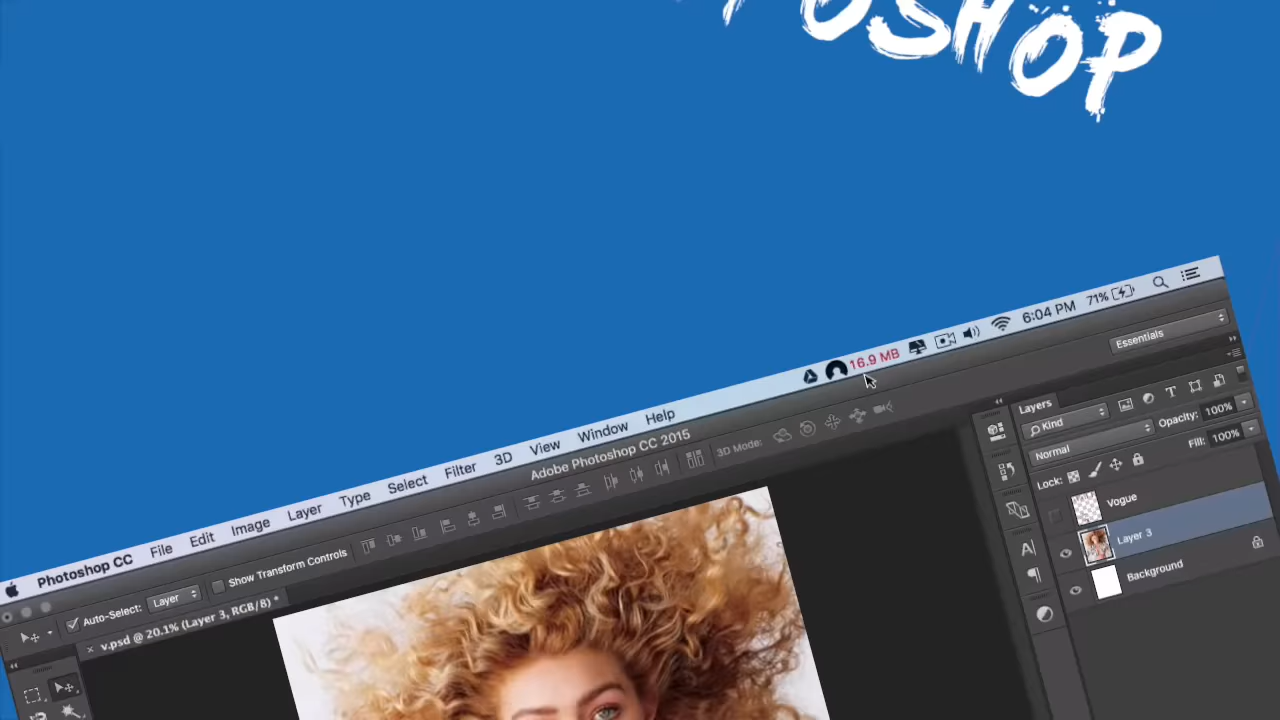 OSHOP
Photoshop CC File Edit Image Layer Type Select Filter 3D View Window Help 16.9 MB 6:04 PM 71%
Adobe Photoshop CC 2015
Essentials
Auto-Select: Layer Show Transform Controls 3D Mode:
v.psd @ 20.1% (Layer 3, RGB/8) *
Layers
Kind
Normal Opacity: 100%
Lock: Fill: 100%
Vogue
Layer 3
Background